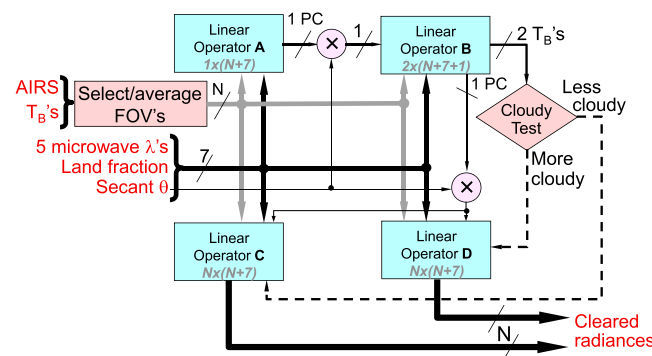 1 PC
Linear
Operator A
1x(N+7)
×
1
Linear
Operator B
2x(N+7+1)
2 TB's
1 PC
Less
cloudy
Cloudy
Test
More
cloudy
AIRS
TB's
Select/average
FOV's
N
5 microwave λ's
Land fraction
Secant θ
7
×
Linear
Operator C
Nx(N+7)
Linear
Operator D
Nx(N+7)
N
Cleared
radiances